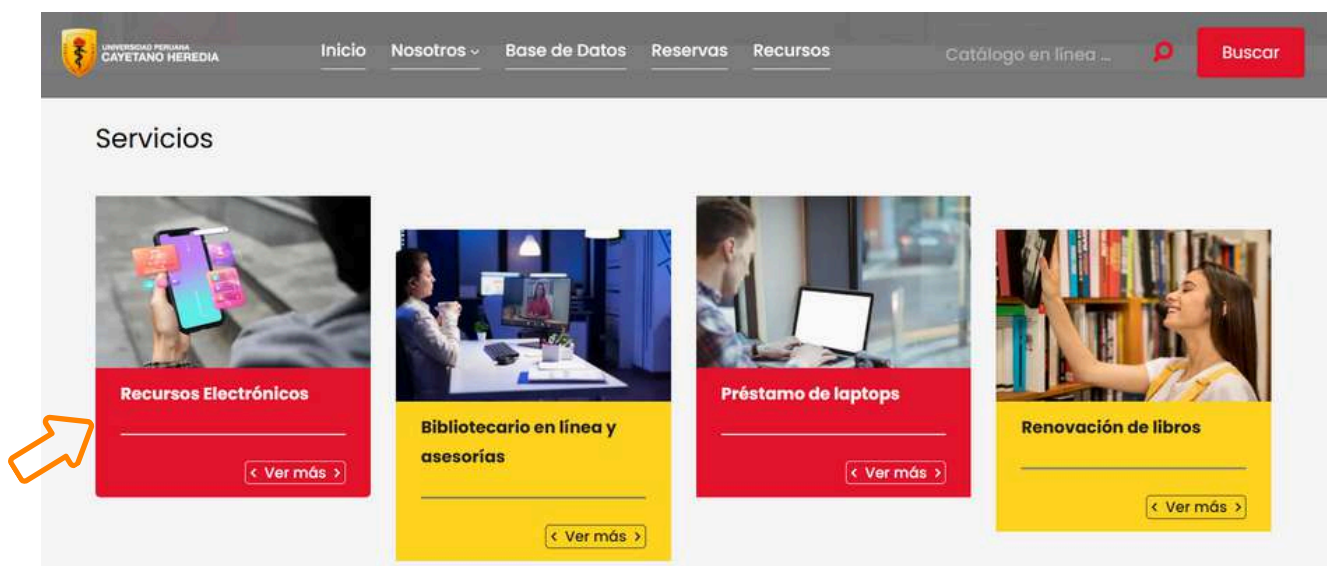 UNIVERSIDAD PERUANA
CAYETANO HEREDIA
Inicio Nosotros Base de Datos Reservas Recursos Catálogo en línea ... Buscar
Servicios
Recursos Electrónicos
< Ver más >
Bibliotecario en línea y
asesorías
< Ver más >
Préstamo de laptops
< Ver más >
Renovación de libros
< Ver más >